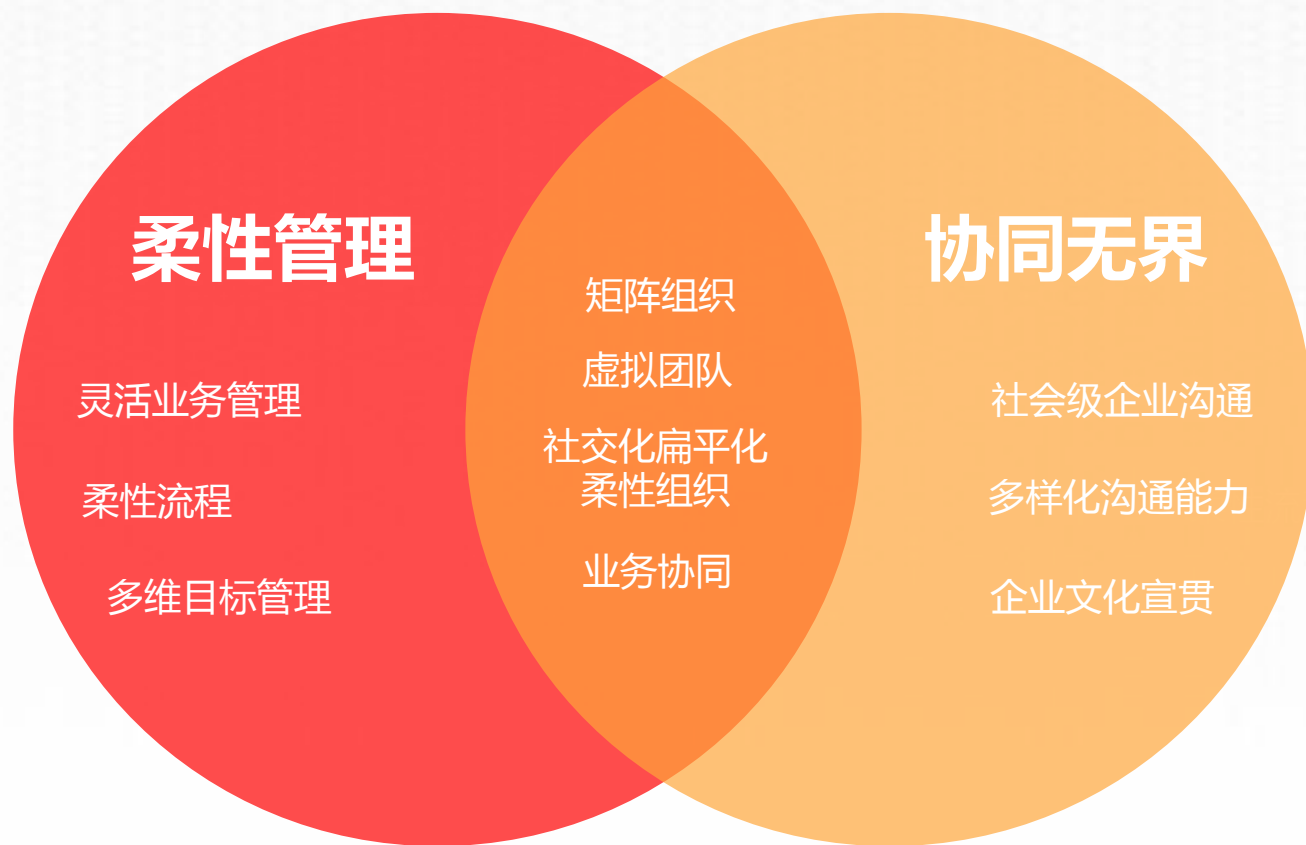 柔性管理
灵活业务管理
柔性流程
多维目标管理
矩阵组织
虚拟团队
社交化扁平化
柔性组织
业务协同
协同无界
社会级企业沟通
多样化沟通能力
企业文化宣贯